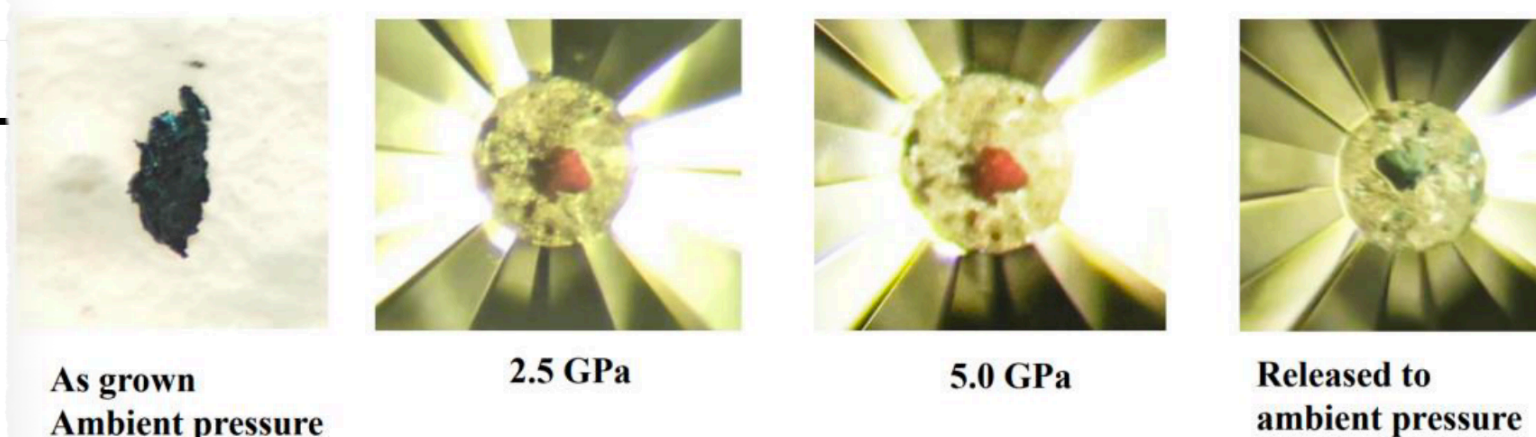 As grown
Ambient pressure
2.5 GPa
5.0 GPa
Released to
ambient pressure